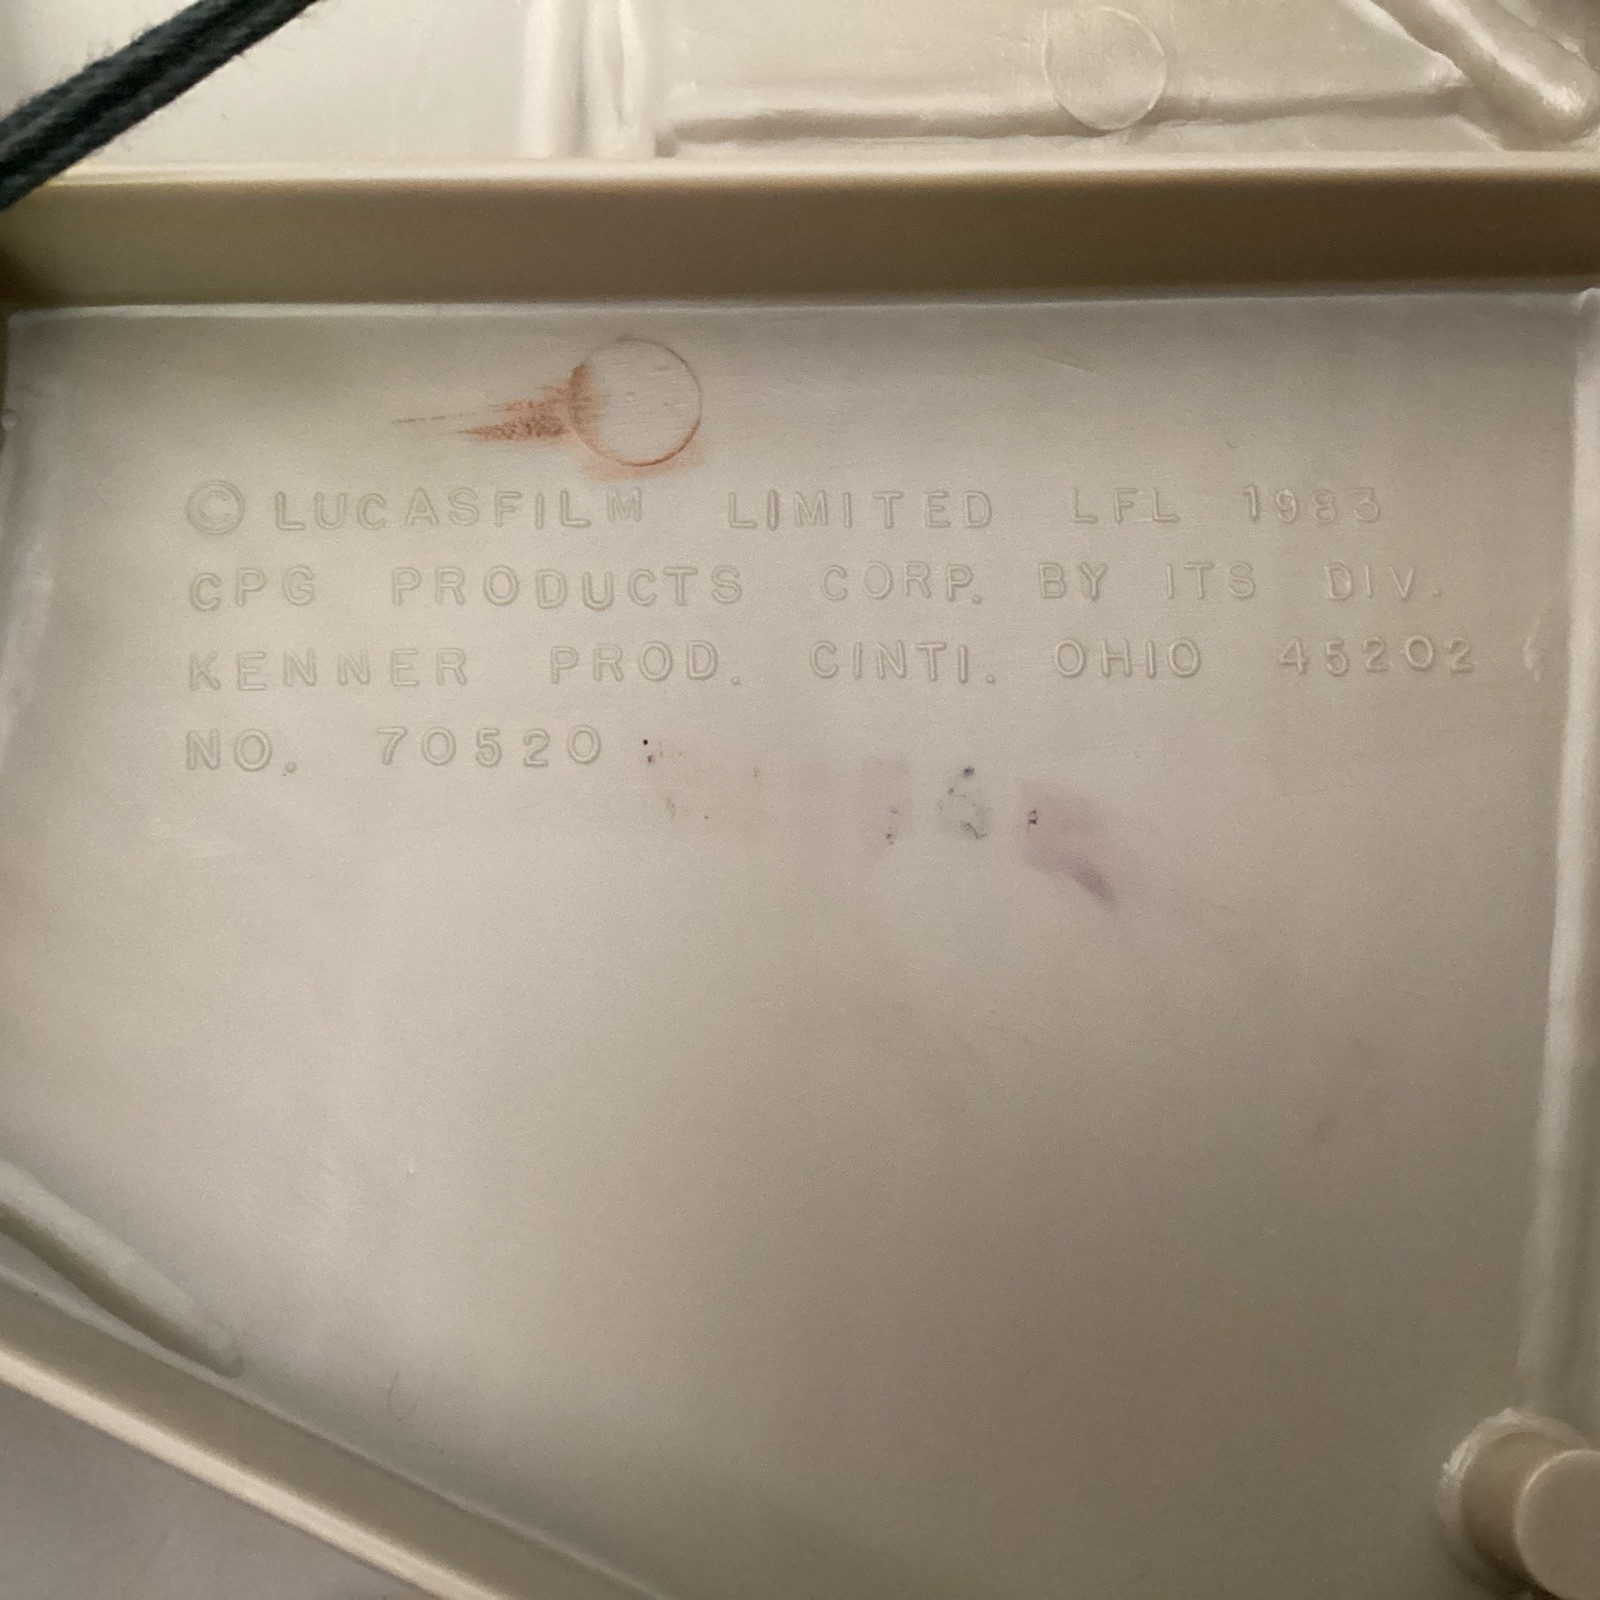 © LUCASFILM LIMITED LFL 1983
CPG PRODUCTS CORP. BY ITS DIV.
KENNER PROD. CINTI. OHIO 45202
NO. 70520